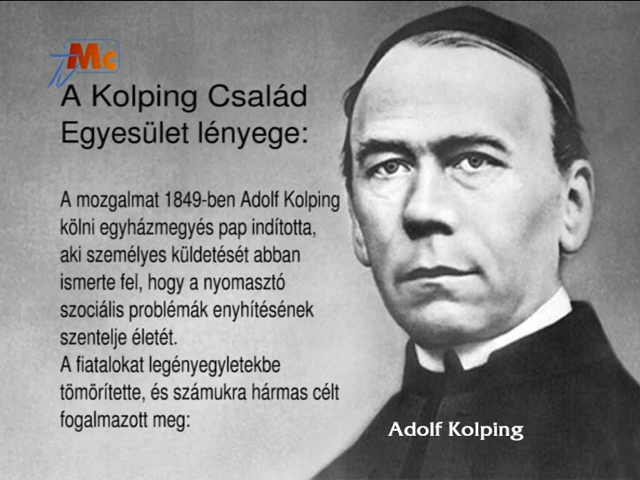 tv Mc
A Kolping Család
Egyesület lényege:
A mozgalmat 1849-ben Adolf Kolping
kölni egyházmegyés pap indította,
aki személyes küldetését abban
ismerte fel, hogy a nyomasztó
szociális problémák enyhítésének
szentelje életét.
A fiatalokat legényegyletekbe
tömörítette, és számukra hármas célt
fogalmazott meg:
Adolf Kolping